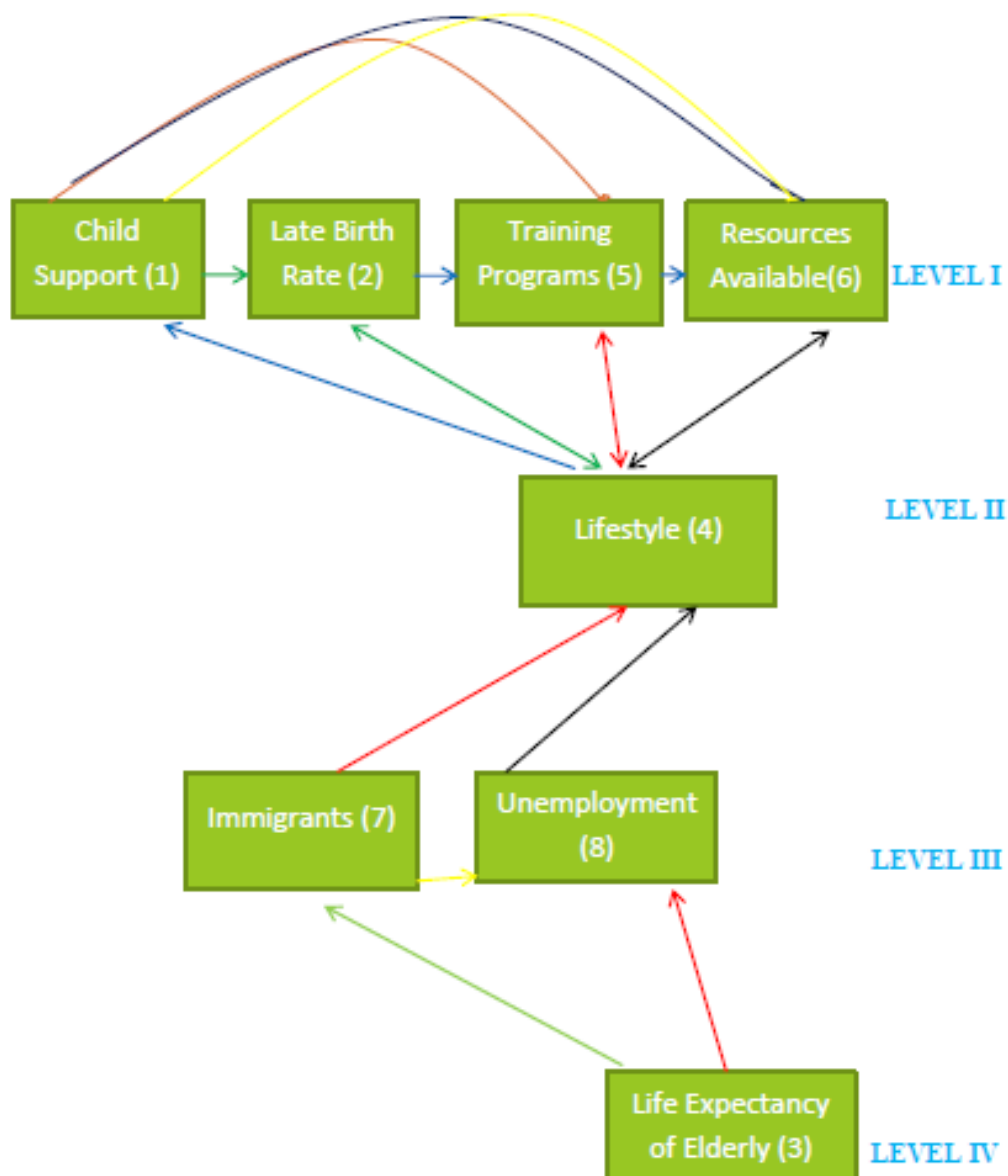 Child
Support (1)
Late Birth
Rate (2)
Training
Programs (5)
Resources
Available(6)
LEVEL I
Lifestyle (4)
LEVEL II
Immigrants (7)
Unemployment
(8)
LEVEL III
Life Expectancy
of Elderly (3)
LEVEL IV